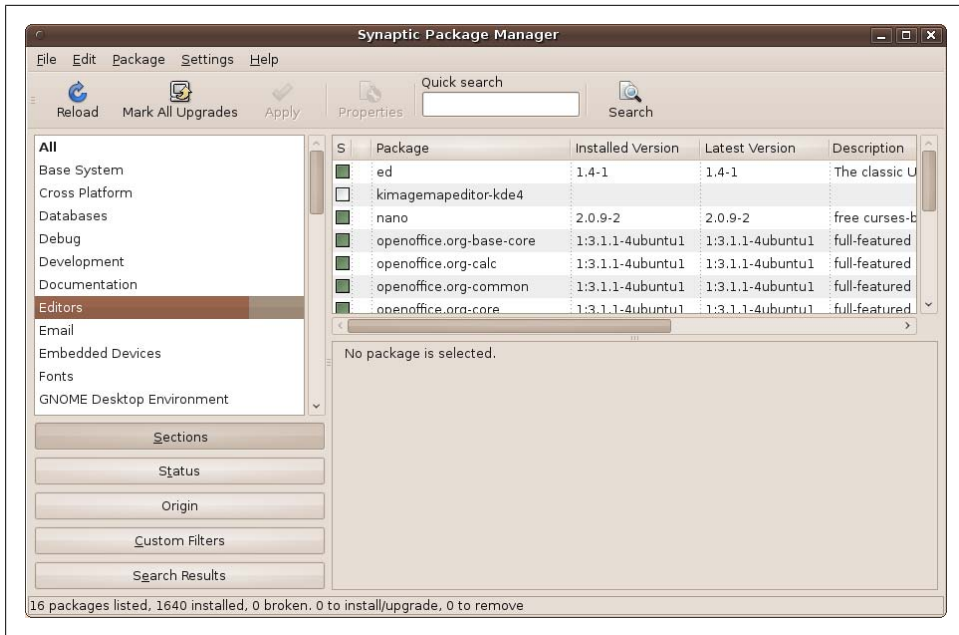 Synaptic Package Manager
File Edit Package Settings Help
Reload Mark All Upgrades Apply Properties Quick search Search
All
Base System
Cross Platform
Databases
Debug
Development
Documentation
Editors
Email
Embedded Devices
Fonts
GNOME Desktop Environment
Sections
Status
Origin
Custom Filters
Search Results
S Package Installed Version Latest Version Description
ed 1.4-1 1.4-1 The classic U
kimagemapeditor-kde4
nano 2.0.9-2 2.0.9-2 free curses-b
openoffice.org-base-core 1:3.1.1-4ubuntu1 1:3.1.1-4ubuntu1 full-featured
openoffice.org-calc 1:3.1.1-4ubuntu1 1:3.1.1-4ubuntu1 full-featured
openoffice.org-common 1:3.1.1-4ubuntu1 1:3.1.1-4ubuntu1 full-featured
openoffice.org-core 1:3.1.1-4ubuntu1 1:3.1.1-4ubuntu1 full-featured
No package is selected.
16 packages listed, 1640 installed, 0 broken. 0 to install/upgrade, 0 to remove